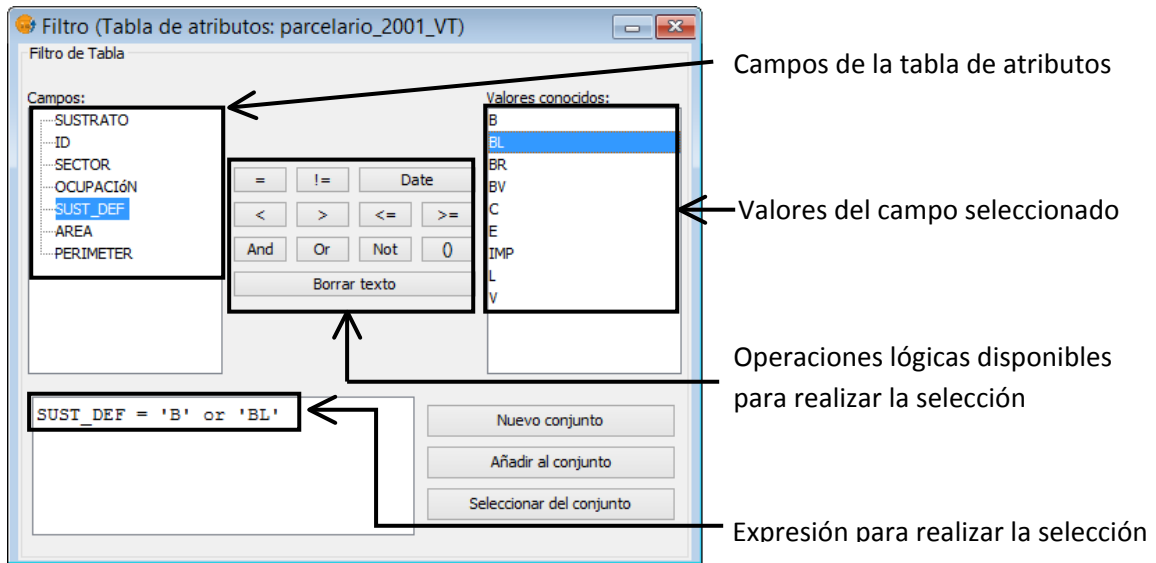 Filtro (Tabla de atributos: parcelario_2001_VT)
Filtro de Tabla
Campos:
SUSTRATO
ID
SECTOR
OCUPACIóN
SUST_DEF
AREA
PERIMETER
= != Date
< > <= >=
And Or Not ()
Borrar texto
Valores conocidos:
B
BL
BR
BV
C
E
IMP
L
V
SUST_DEF = 'B' or 'BL'
Nuevo conjunto
Añadir al conjunto
Seleccionar del conjunto
Campos de la tabla de atributos
Valores del campo seleccionado
Operaciones lógicas disponibles
para realizar la selección
Expresión para realizar la selección